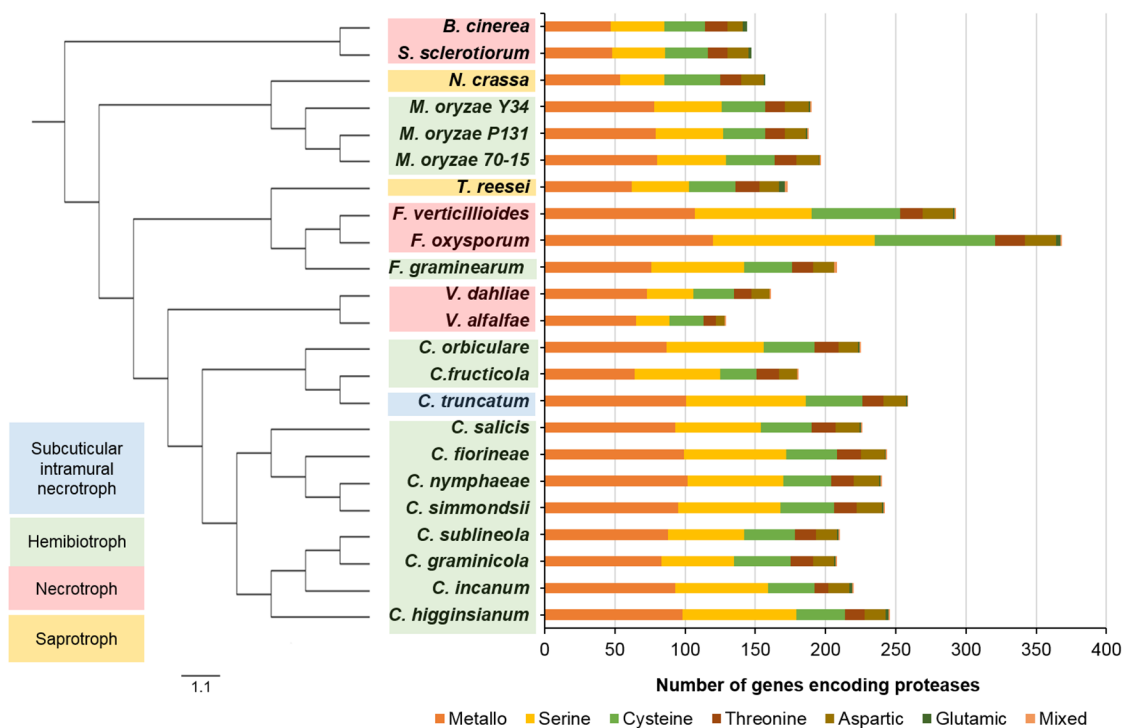 B. cinerea
S. sclerotiorum
N. crassa
M. oryzae Y34
M. oryzae P131
M. oryzae 70-15
T. reesei
F. verticillioides
F. oxysporum
F. graminearum
V. dahliae
V. alfalfae
C. orbiculare
C.fructicola
C. truncatum
C. salicis
C. fiorineae
C. nymphaeae
C. simmondsii
C. sublineola
C. graminicola
C. incanum
C. higginsianum
Subcuticular
intramural
necrotroph
Hemibiotroph
Necrotroph
Saprotroph
1.1
0 50 100 150 200 250 300 350 400
Number of genes encoding proteases
Metallo Serine Cysteine Threonine Aspartic Glutamic Mixed